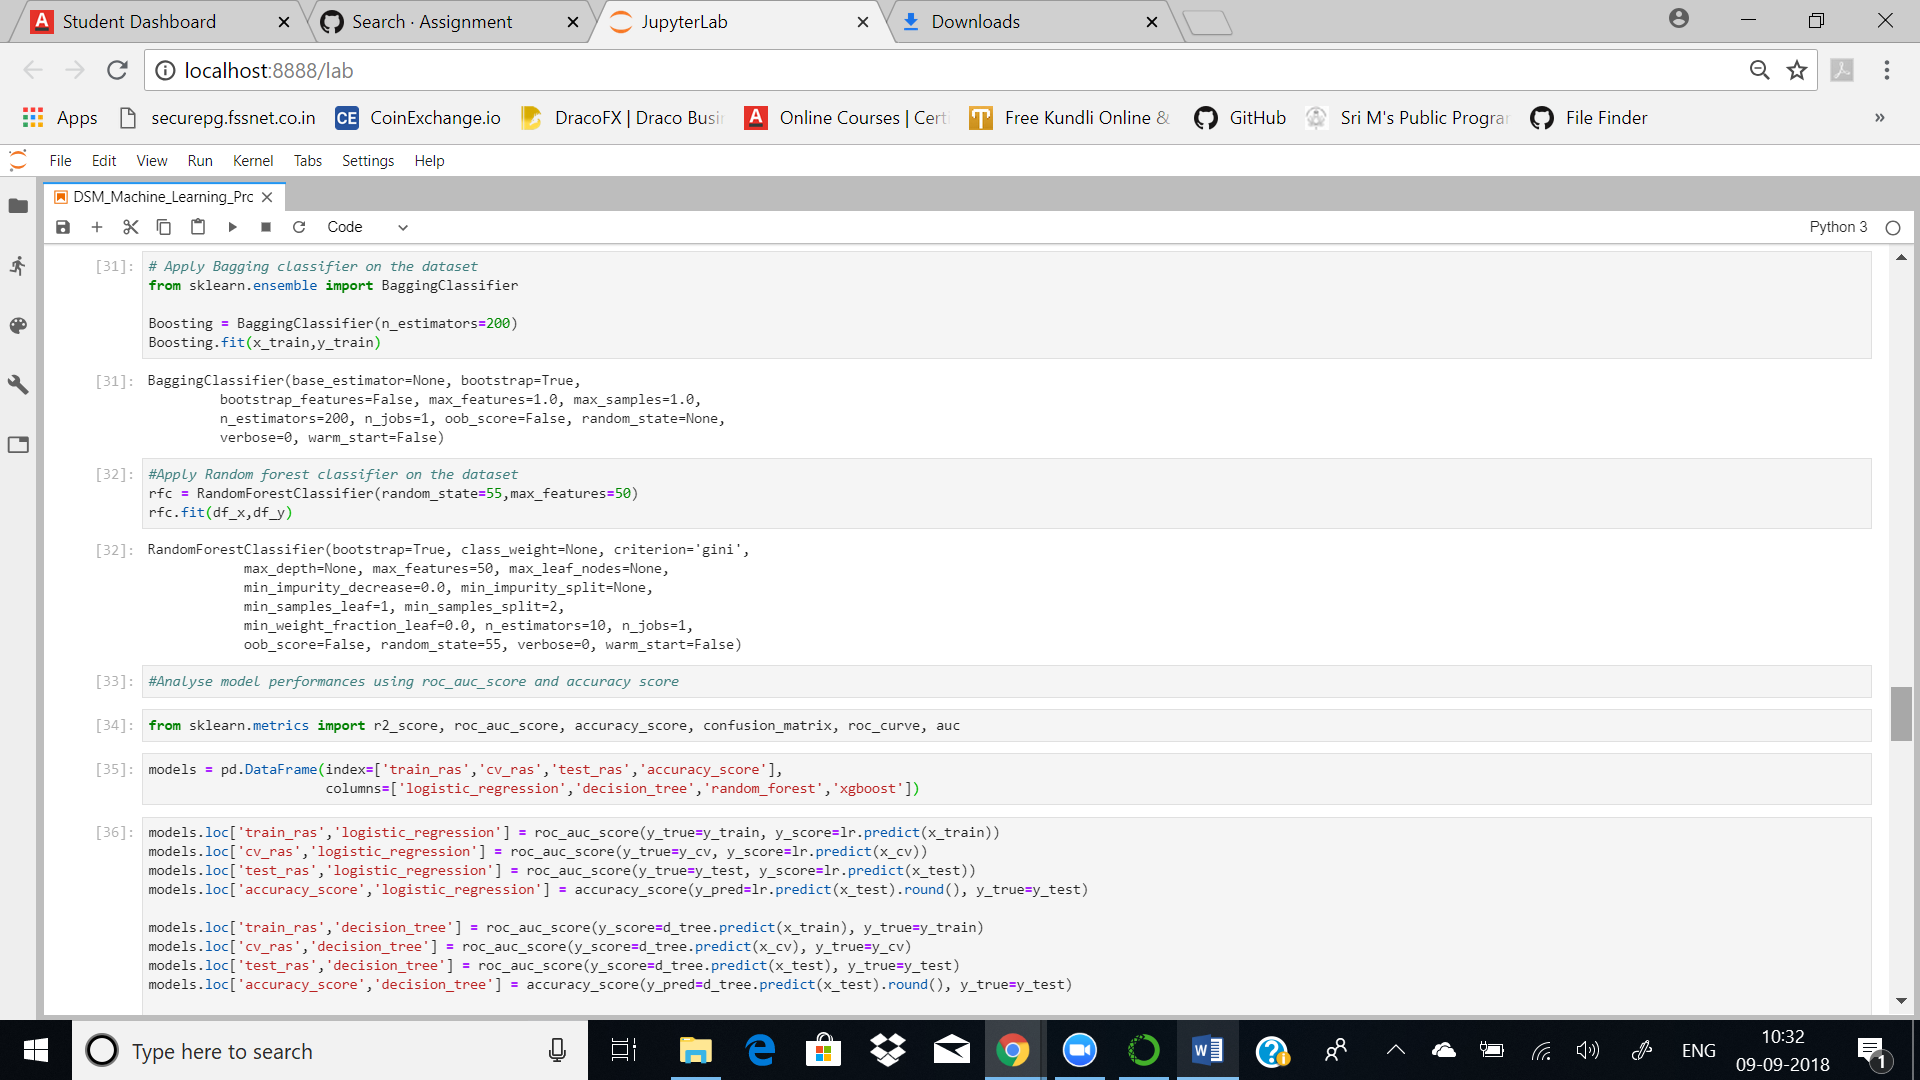 Student Dashboard
Search · Assignment
JupyterLab
Downloads
localhost:8888/lab
Apps
securepg.fssnet.co.in
CE
CoinExchange.io
DracoFX | Draco Busir
Online Courses | Certi
Free Kundli Online &
GitHub
Sri M's Public Prograr
File Finder
»
File Edit View Run Kernel Tabs Settings Help
DSM_Machine_Learning_Prc
Code
Python 3
[31]: # Apply Bagging classifier on the dataset
from sklearn.ensemble import BaggingClassifier
Boosting = BaggingClassifier(n_estimators=200)
Boosting.fit(x_train,y_train)
[31]: BaggingClassifier(base_estimator=None, bootstrap=True,
bootstrap_features=False, max_features=1.0, max_samples=1.0,
n_estimators=200, n_jobs=1, oob_score=False, random_state=None,
verbose=0, warm_start=False)
[32]: #Apply Random forest classifier on the dataset
rfc = RandomForestClassifier(random_state=55,max_features=50)
rfc.fit(df_x,df_y)
[32]: RandomForestClassifier(bootstrap=True, class_weight=None, criterion='gini',
max_depth=None, max_features=50, max_leaf_nodes=None,
min_impurity_decrease=0.0, min_impurity_split=None,
min_samples_leaf=1, min_samples_split=2,
min_weight_fraction_leaf=0.0, n_estimators=10, n_jobs=1,
oob_score=False, random_state=55, verbose=0, warm_start=False)
[33]: #Analyse model performances using roc_auc_score and accuracy score
[34]: from sklearn.metrics import r2_score, roc_auc_score, accuracy_score, confusion_matrix, roc_curve, auc
[35]: models = pd.DataFrame(index=['train_ras','cv_ras','test_ras','accuracy_score'],
columns=['logistic_regression','decision_tree','random_forest','xgboost'])
[36]: models.loc['train_ras','logistic_regression'] = roc_auc_score(y_true=y_train, y_score=lr.predict(x_train))
models.loc['cv_ras','logistic_regression'] = roc_auc_score(y_true=y_cv, y_score=lr.predict(x_cv))
models.loc['test_ras','logistic_regression'] = roc_auc_score(y_true=y_test, y_score=lr.predict(x_test))
models.loc['accuracy_score','logistic_regression'] = accuracy_score(y_pred=lr.predict(x_test).round(), y_true=y_test)
models.loc['train_ras','decision_tree'] = roc_auc_score(y_score=d_tree.predict(x_train), y_true=y_train)
models.loc['cv_ras','decision_tree'] = roc_auc_score(y_score=d_tree.predict(x_cv), y_true=y_cv)
models.loc['test_ras','decision_tree'] = roc_auc_score(y_score=d_tree.predict(x_test), y_true=y_test)
models.loc['accuracy_score','decision_tree'] = accuracy_score(y_pred=d_tree.predict(x_test).round(), y_true=y_test)
Type here to search
ENG
10:32
09-09-2018
1